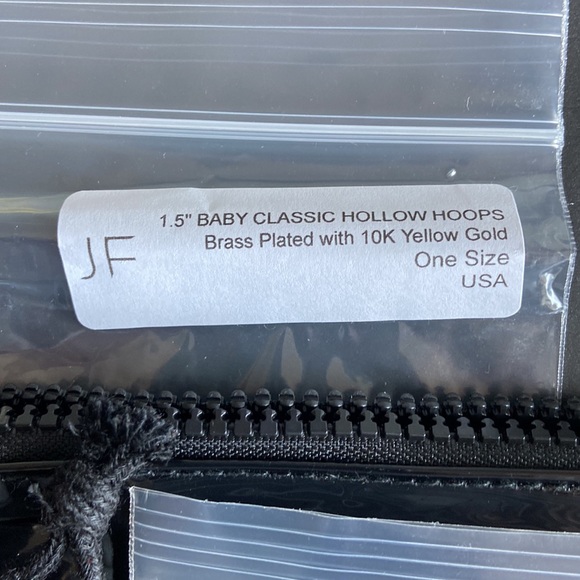 JF
1.5" BABY CLASSIC HOLLOW HOOPS
Brass Plated with 10K Yellow Gold
One Size
USA